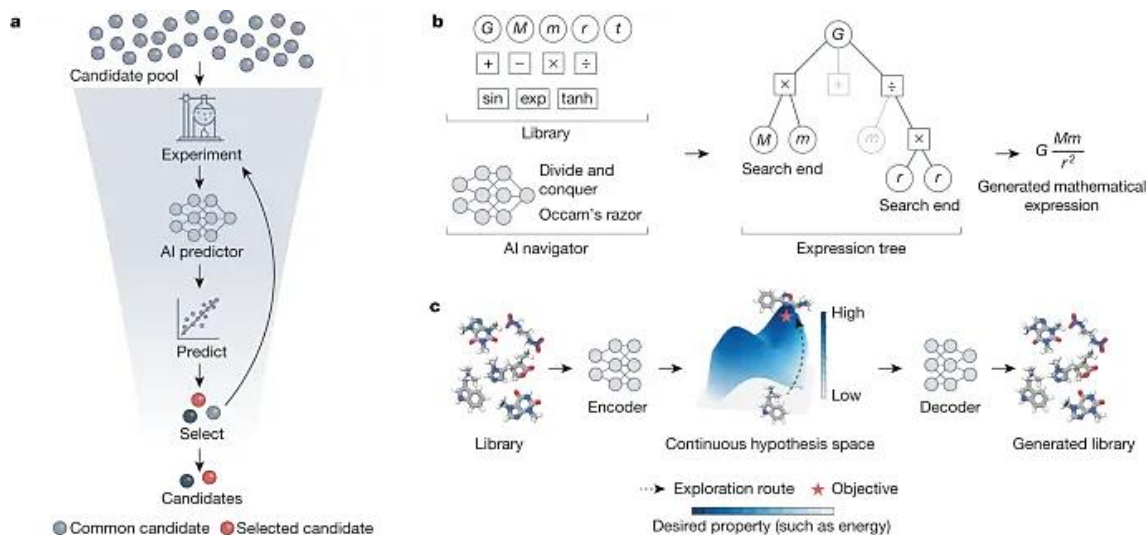 a
Candidate pool
Experiment
AI predictor
Predict
Select
Candidates
Common candidate Selected candidate
b
G M m r t
+ − × ÷
sin exp tanh
Library
Divide and
conquer
Occam's razor
AI navigator
G
× + ÷
M m m ×
Search end
r r
Search end
Expression tree
G Mm
r²
Generated mathematical
expression
c
High
Low
Library
Encoder
Continuous hypothesis space
Decoder
Generated library
Exploration route Objective
Desired property (such as energy)